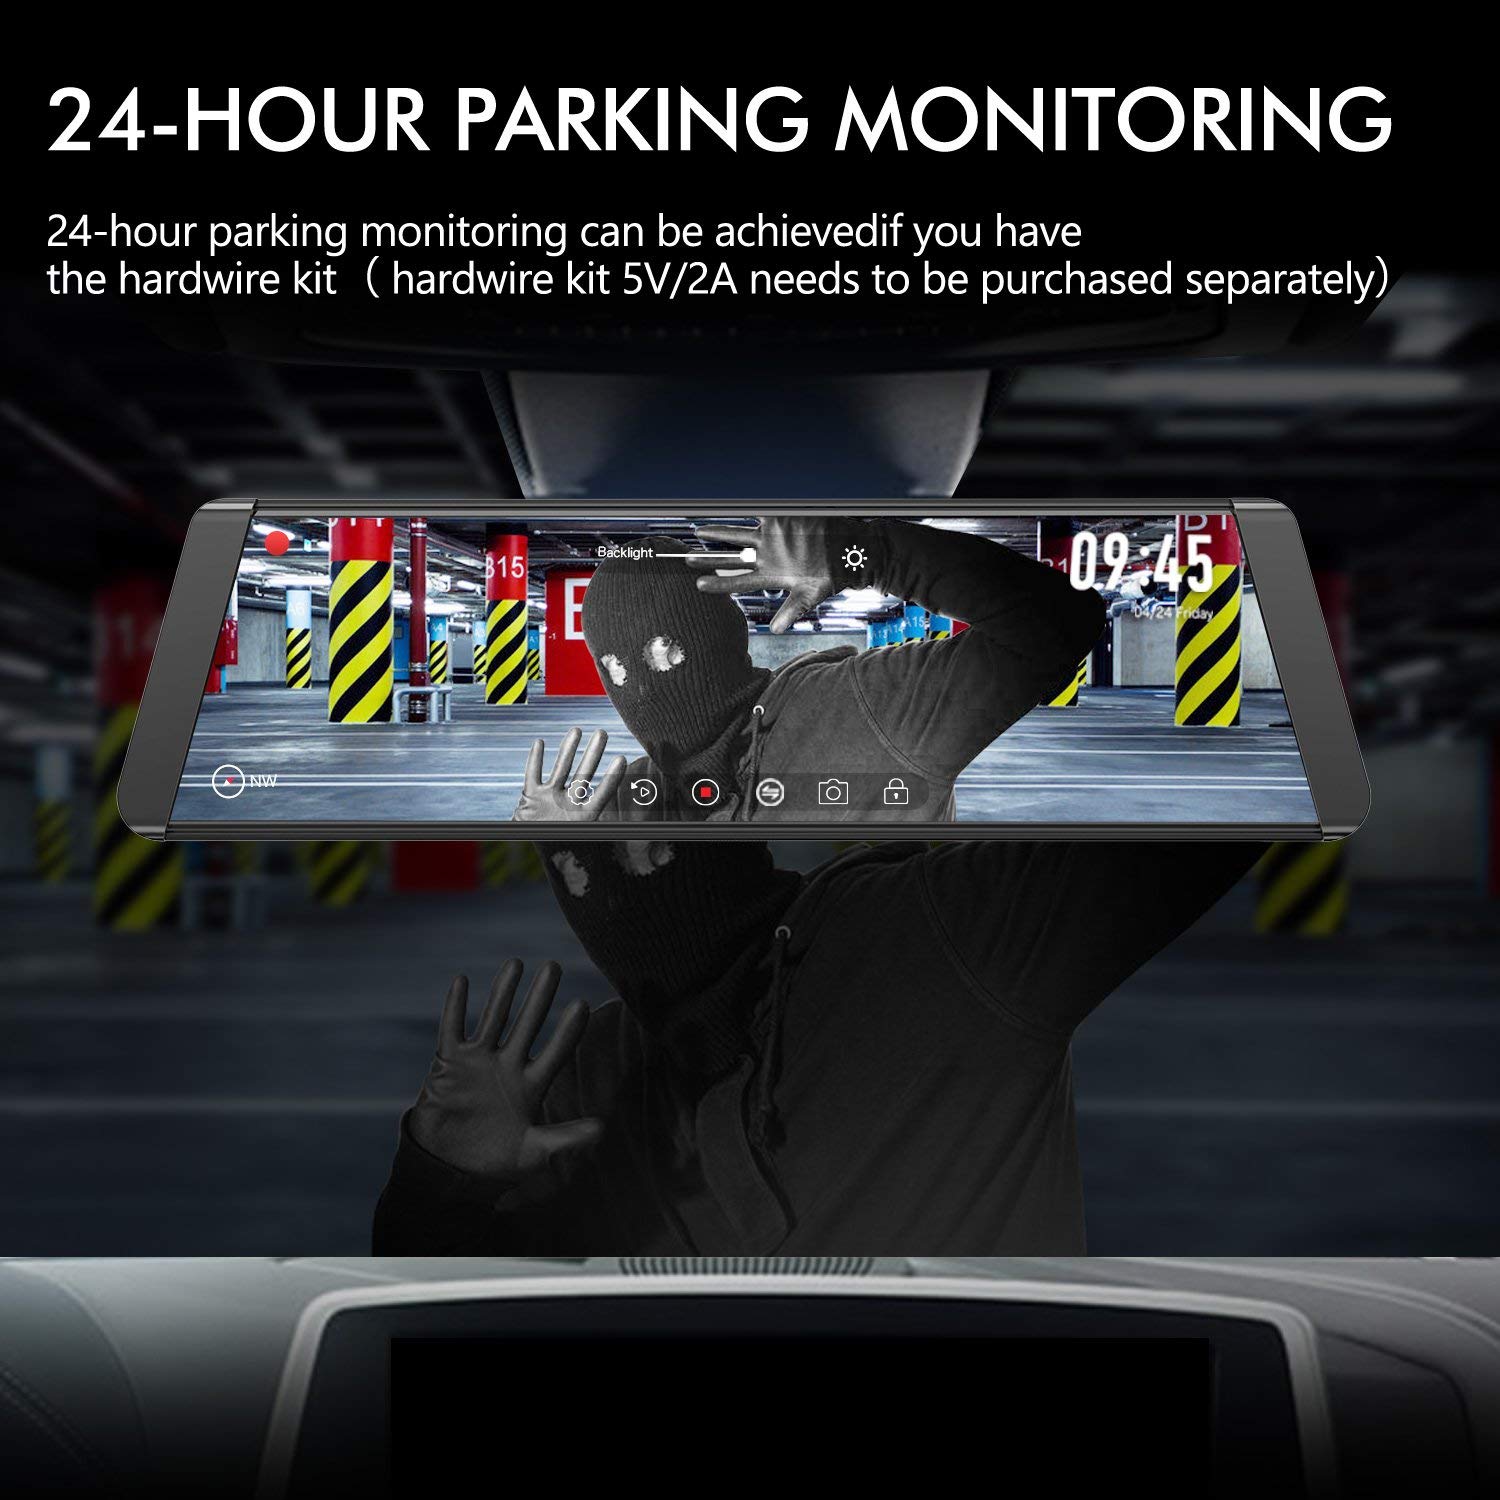 24-HOUR PARKING MONITORING
24-hour parking monitoring can be achievedif you have
the hardwire kit（ hardwire kit 5V/2A needs to be purchased separately）
Backlight
09:45
04/24 Friday
B15
NW